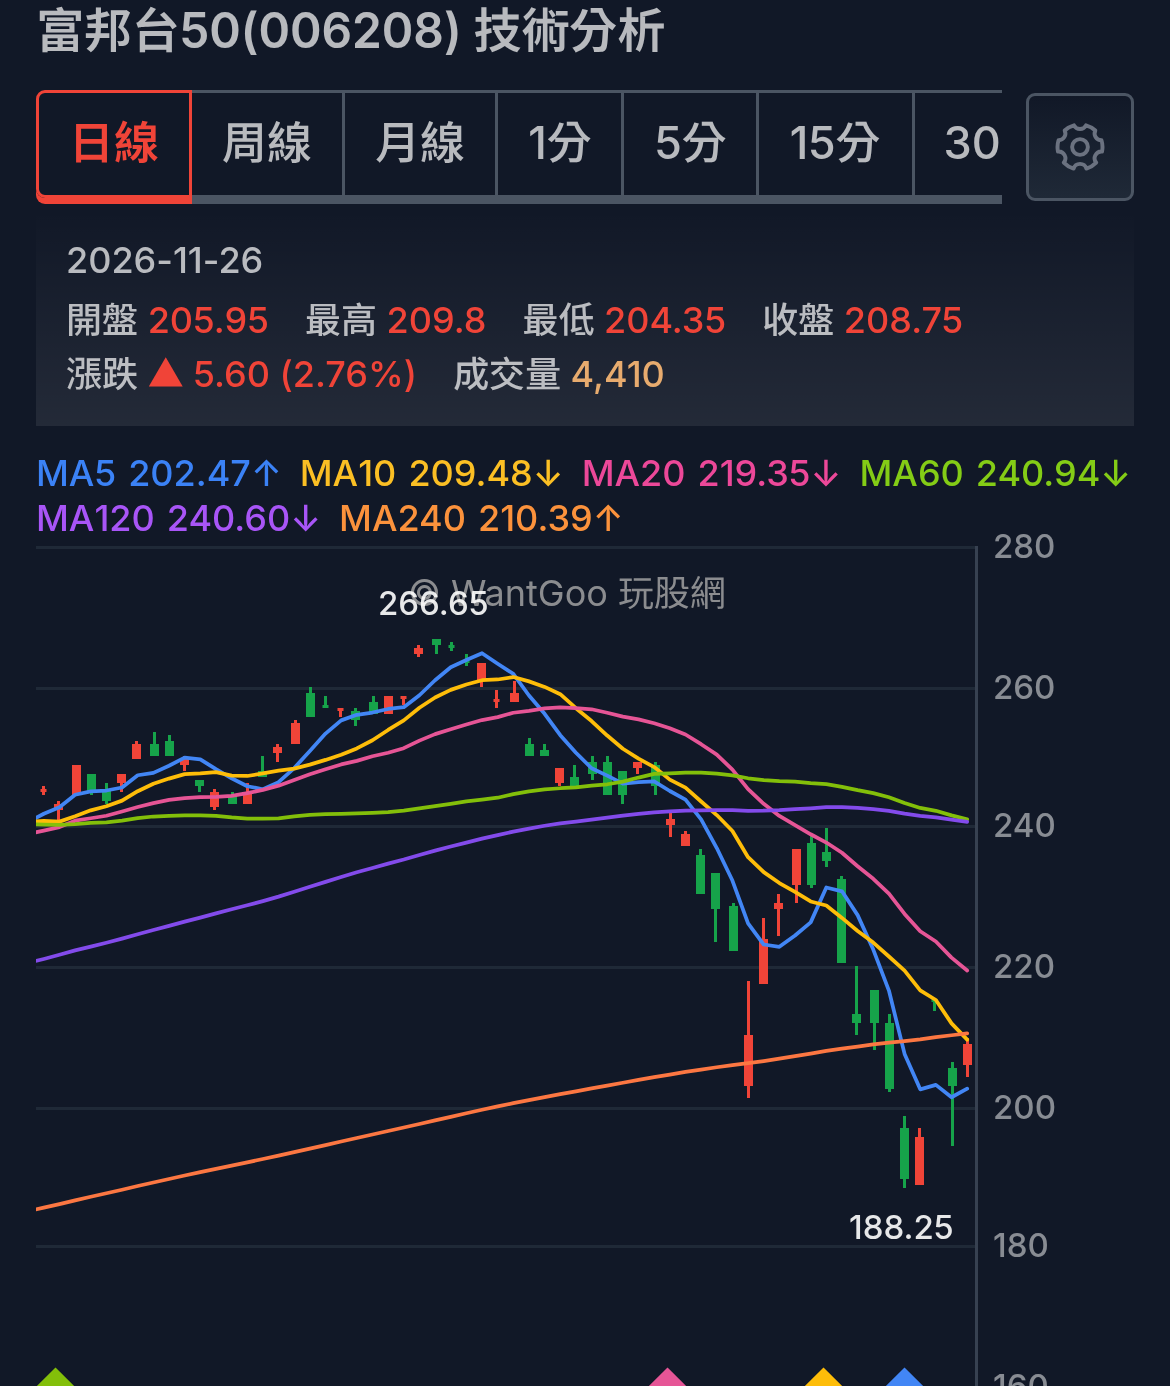 富邦台50(006208) 技術分析
日線 周線 月線 1分 5分 15分 30
2026-11-26
開盤 205.95 最高 209.8 最低 204.35 收盤 208.75
漲跌 ▲ 5.60 (2.76%) 成交量 4,410
MA5 202.47↑ MA10 209.48↓ MA20 219.35↓ MA60 240.94↓
MA120 240.60↓ MA240 210.39↑
280
© WantGoo 玩股網
266.65
260
240
220
200
188.25
180
160